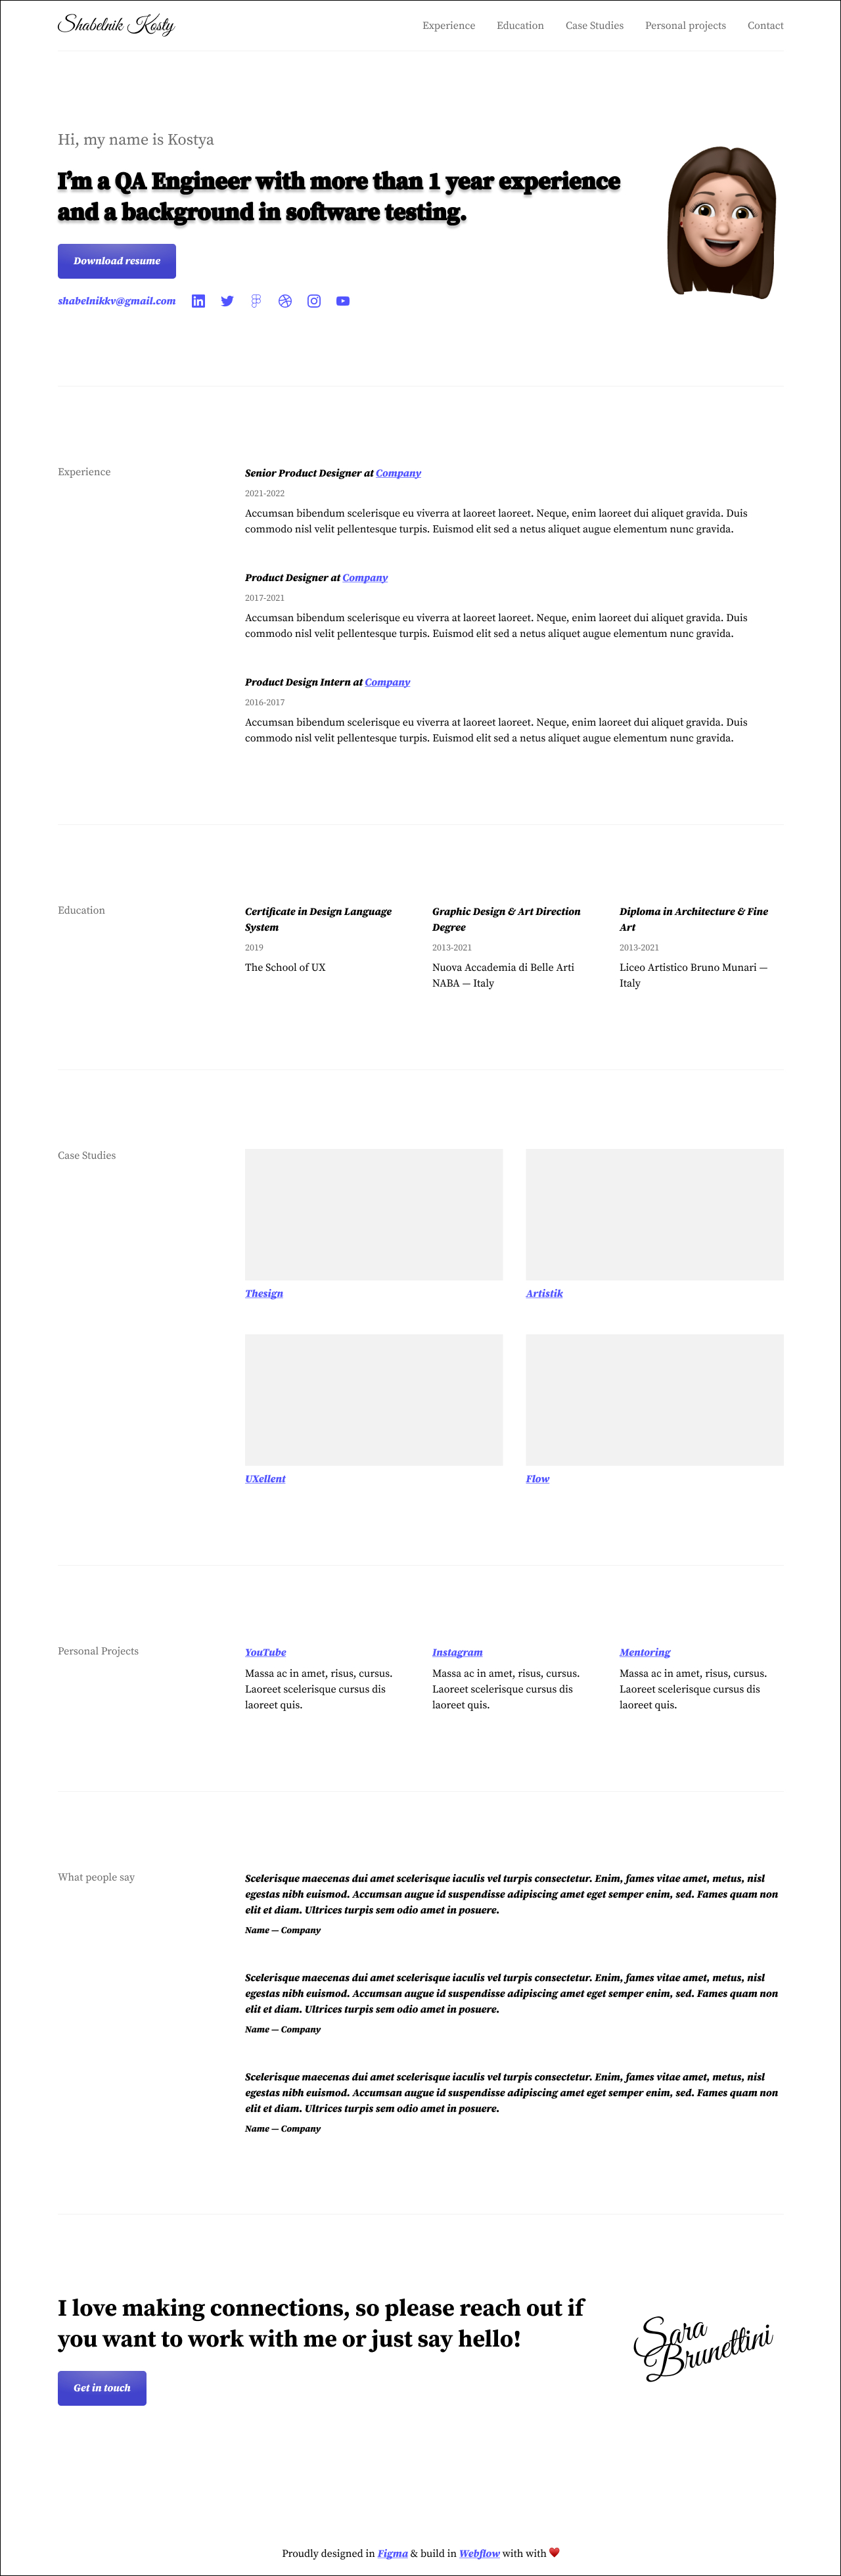 Shabelnik Kosty
Experience Education Case Studies Personal projects Contact
Hi, my name is Kostya
I’m a QA Engineer with more than 1 year experience
and a background in software testing.
Download resume
shabelnikkv@gmail.com
Experience
Senior Product Designer at Company
2021-2022
Accumsan bibendum scelerisque eu viverra at laoreet laoreet. Neque, enim laoreet dui aliquet gravida. Duis
commodo nisl velit pellentesque turpis. Euismod elit sed a netus aliquet augue elementum nunc gravida.
Product Designer at Company
2017-2021
Accumsan bibendum scelerisque eu viverra at laoreet laoreet. Neque, enim laoreet dui aliquet gravida. Duis
commodo nisl velit pellentesque turpis. Euismod elit sed a netus aliquet augue elementum nunc gravida.
Product Design Intern at Company
2016-2017
Accumsan bibendum scelerisque eu viverra at laoreet laoreet. Neque, enim laoreet dui aliquet gravida. Duis
commodo nisl velit pellentesque turpis. Euismod elit sed a netus aliquet augue elementum nunc gravida.
Education
Certificate in Design Language
System
2019
The School of UX
Graphic Design & Art Direction
Degree
2013-2021
Nuova Accademia di Belle Arti
NABA — Italy
Diploma in Architecture & Fine
Art
2013-2021
Liceo Artistico Bruno Munari —
Italy
Case Studies
Thesign
Artistik
UXellent
Flow
Personal Projects
YouTube
Massa ac in amet, risus, cursus.
Laoreet scelerisque cursus dis
laoreet quis.
Instagram
Massa ac in amet, risus, cursus.
Laoreet scelerisque cursus dis
laoreet quis.
Mentoring
Massa ac in amet, risus, cursus.
Laoreet scelerisque cursus dis
laoreet quis.
What people say
Scelerisque maecenas dui amet scelerisque iaculis vel turpis consectetur. Enim, fames vitae amet, metus, nisl
egestas nibh euismod. Accumsan augue id suspendisse adipiscing amet eget semper enim, sed. Fames quam non
elit et diam. Ultrices turpis sem odio amet in posuere.
Name — Company
Scelerisque maecenas dui amet scelerisque iaculis vel turpis consectetur. Enim, fames vitae amet, metus, nisl
egestas nibh euismod. Accumsan augue id suspendisse adipiscing amet eget semper enim, sed. Fames quam non
elit et diam. Ultrices turpis sem odio amet in posuere.
Name — Company
Scelerisque maecenas dui amet scelerisque iaculis vel turpis consectetur. Enim, fames vitae amet, metus, nisl
egestas nibh euismod. Accumsan augue id suspendisse adipiscing amet eget semper enim, sed. Fames quam non
elit et diam. Ultrices turpis sem odio amet in posuere.
Name — Company
I love making connections, so please reach out if
you want to work with me or just say hello!
Get in touch
Sara
Brunettini
Proudly designed in Figma & build in Webflow with with ♥️